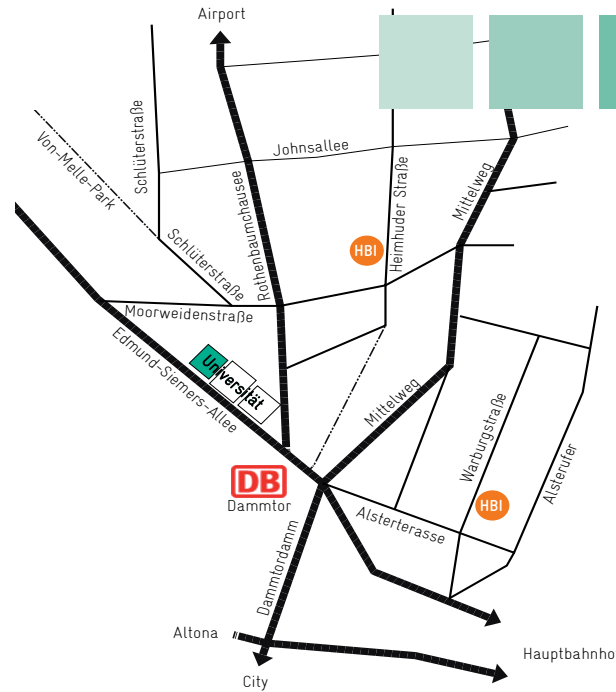 Airport
Von-Melle-Park
Schlüterstraße
Johnsallee
Rothenbaumchausee
Heimhuder Straße
Mittelweg
HBI
Schlüterstraße
Moorweidenstraße
Edmund-Siemers-Allee
Universität
Mittelweg
Warburgstraße
Alsterufer
DB
Dammtor
HBI
Alsterterasse
Dammtordamm
Altona
Hauptbahnho
City